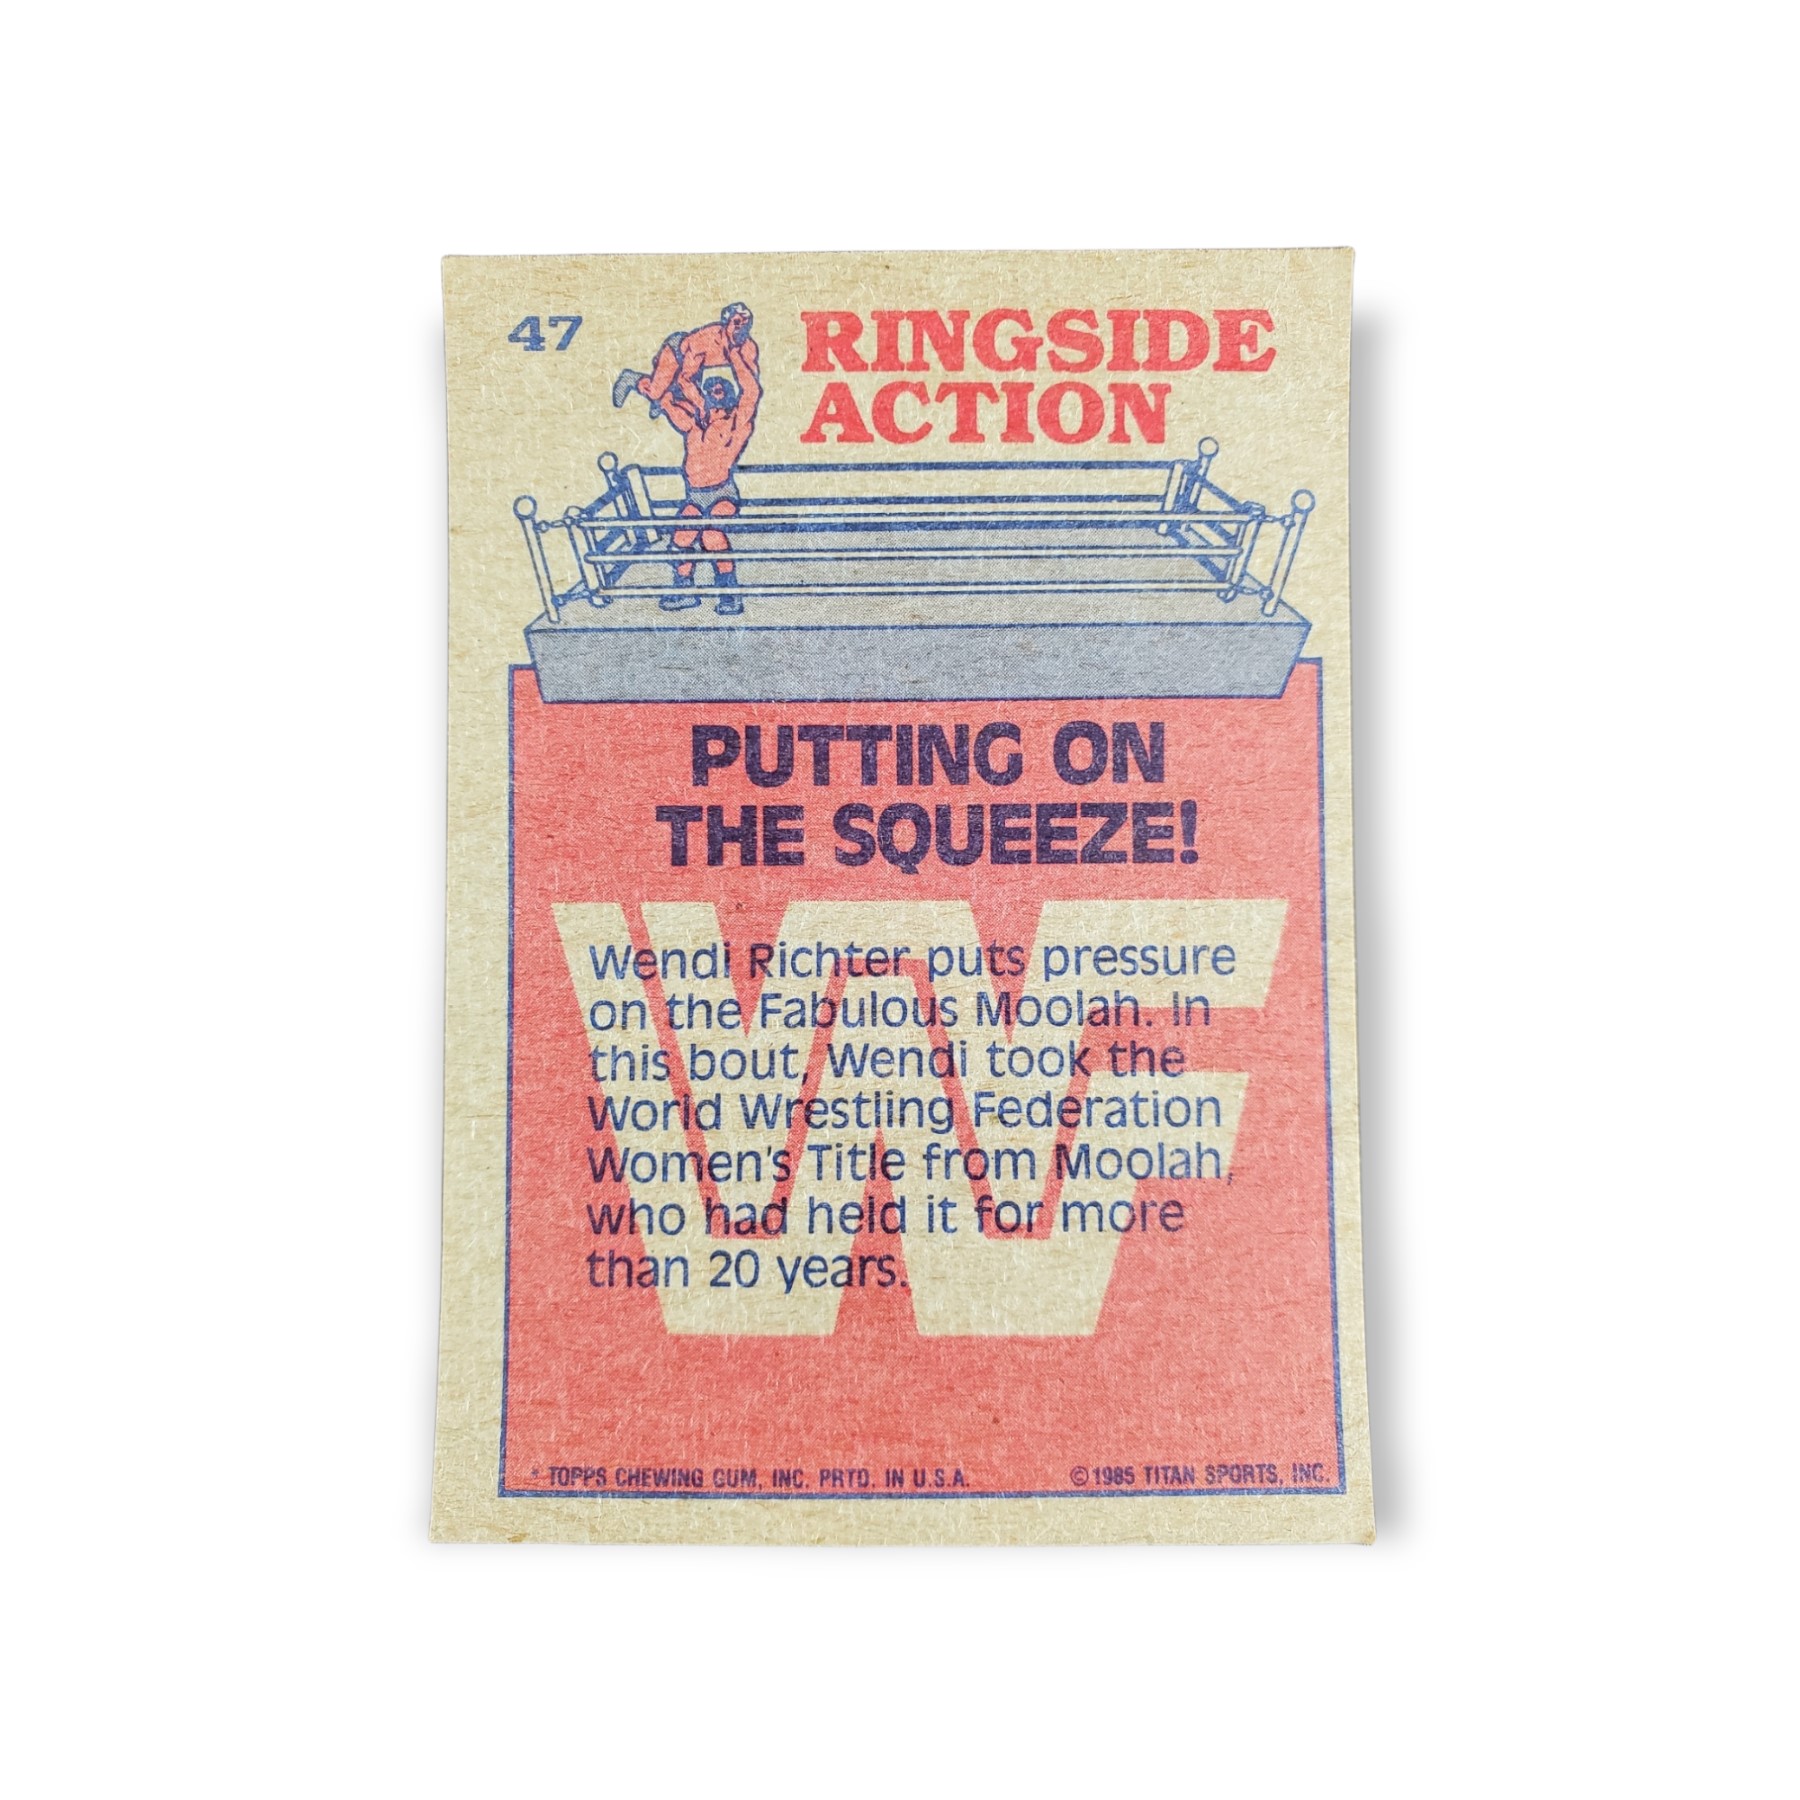 47
RINGSIDE
ACTION
PUTTING ON
THE SQUEEZE!
WF
Wendi Richter puts pressure
on the Fabulous Moolah. In
this bout, Wendi took the
World Wrestling Federation
Women's Title from Moolah,
who had held it for more
than 20 years.
* TOPPS CHEWING GUM, INC. PRTD. IN U.S.A. © 1985 TITAN SPORTS, INC.